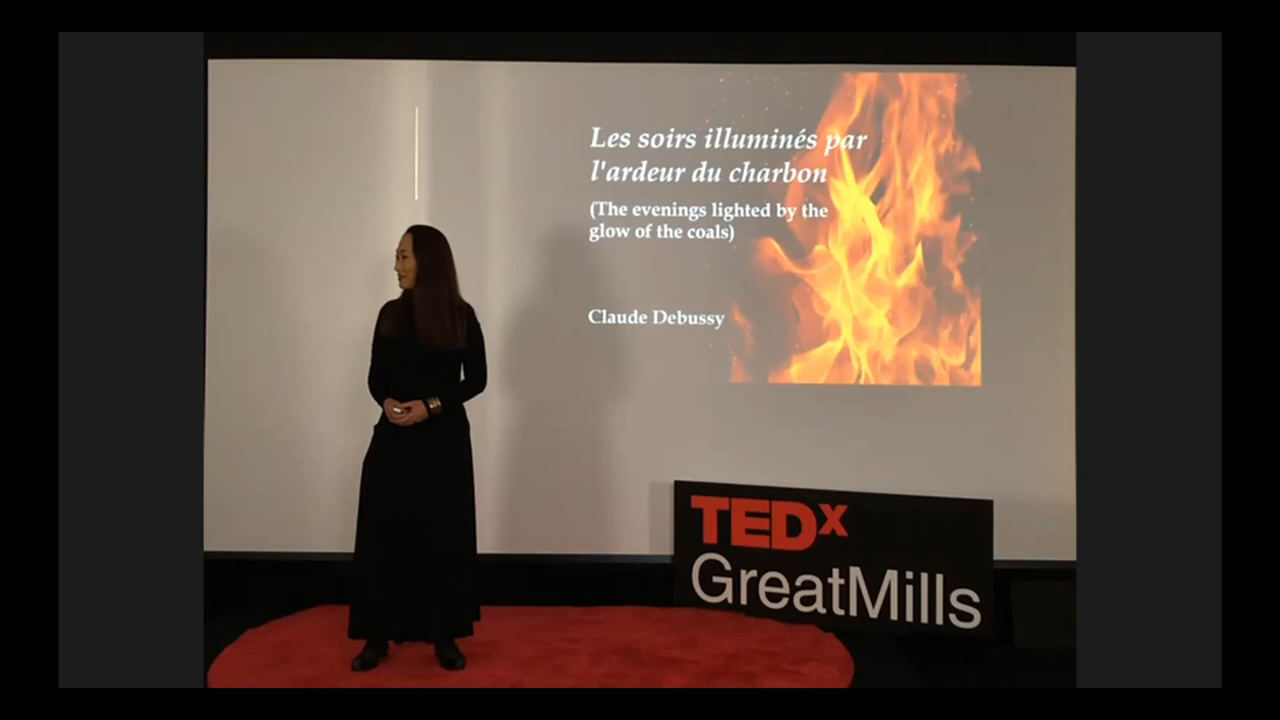 Les soirs illuminés par
l'ardeur du charbon
(The evenings lighted by the
glow of the coals)
Claude Debussy
TEDx
GreatMills